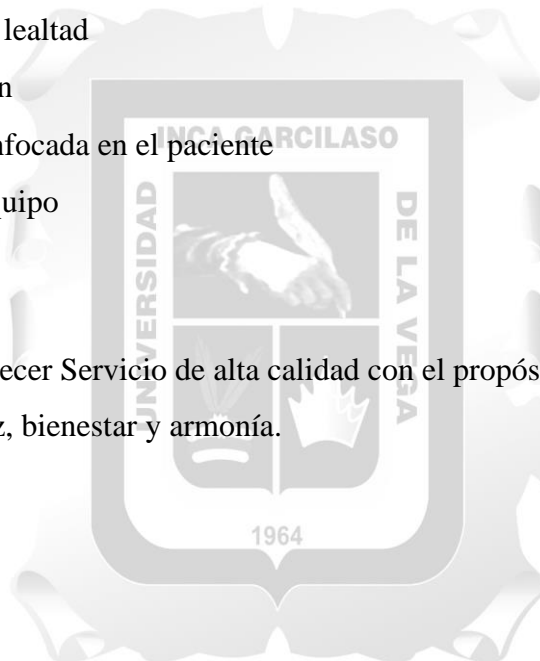 lealtad
n
INCA GARCILASO
nfocada en el paciente
quipo
UNIVERSIDAD
DE LA VEGA
ecer Servicio de alta calidad con el propós
z, bienestar y armonía.
1964